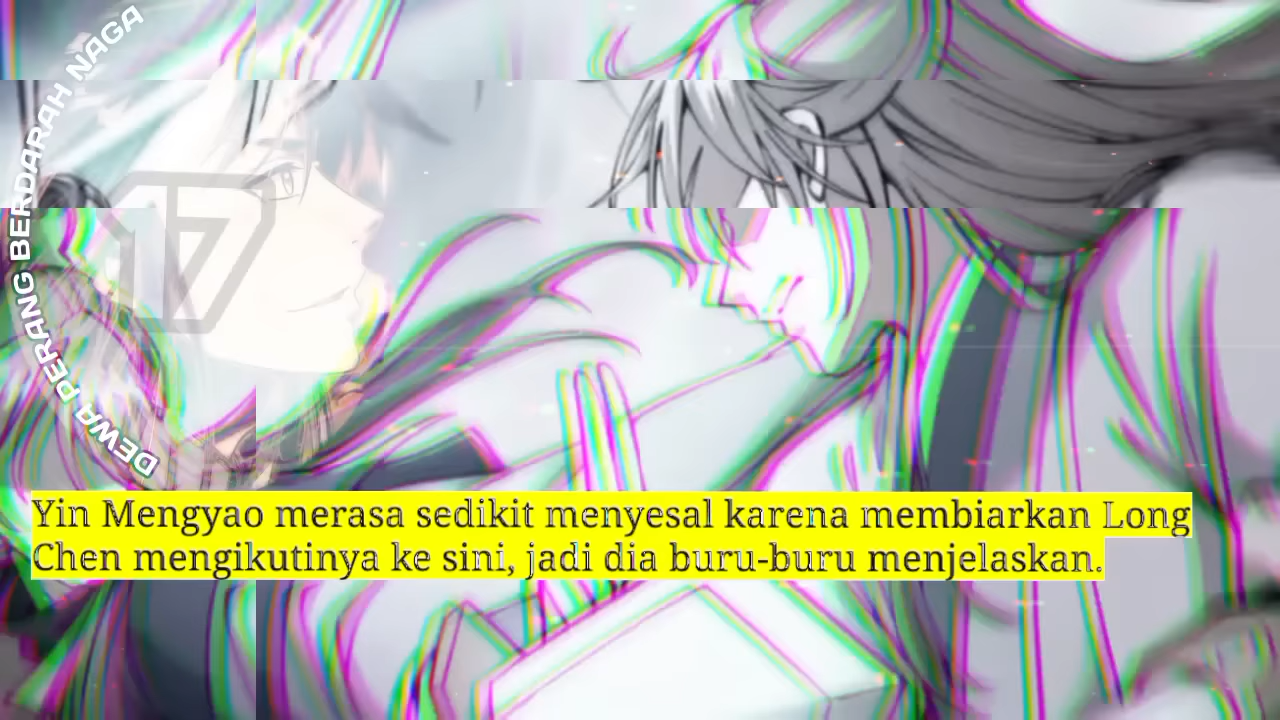 DEWA PERANG BERDARAH NAGA
17
Yin Mengyao merasa sedikit menyesal karena membiarkan Long
Chen mengikutinya ke sini, jadi dia buru-buru menjelaskan.